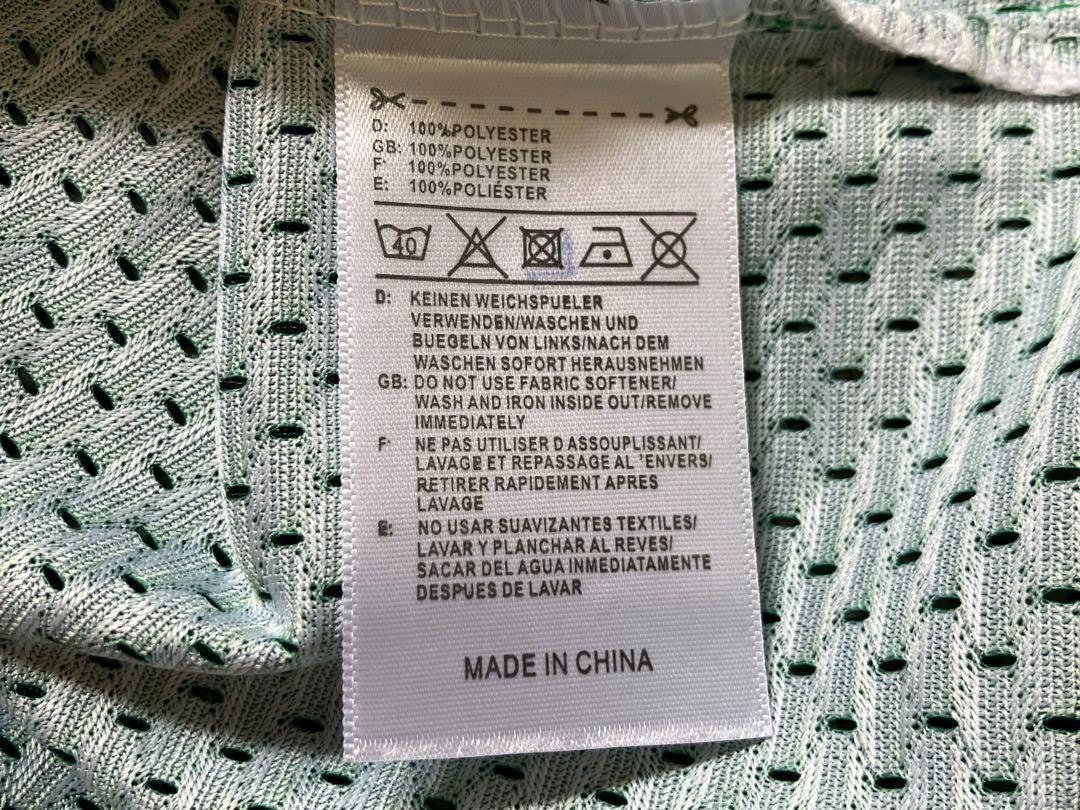 D: 100%POLYESTER
GB: 100%POLYESTER
F: 100%POLYESTER
E: 100%POLIÉSTER
40
D: KEINEN WEICHSPUELER
VERWENDEN/WASCHEN UND
BUEGELN VON LINKS/NACH DEM
WASCHEN SOFORT HERAUSNEHMEN
GB: DO NOT USE FABRIC SOFTENER/
WASH AND IRON INSIDE OUT/REMOVE
IMMEDIATELY
F: NE PAS UTILISER D ASSOUPLISSANT/
LAVAGE ET REPASSAGE AL 'ENVERS/
RETIRER RAPIDEMENT APRES
LAVAGE
E: NO USAR SUAVIZANTES TEXTILES/
LAVAR Y PLANCHAR AL REVES/
SACAR DEL AGUA INMEDIATAMENTE
DESPUES DE LAVAR
MADE IN CHINA